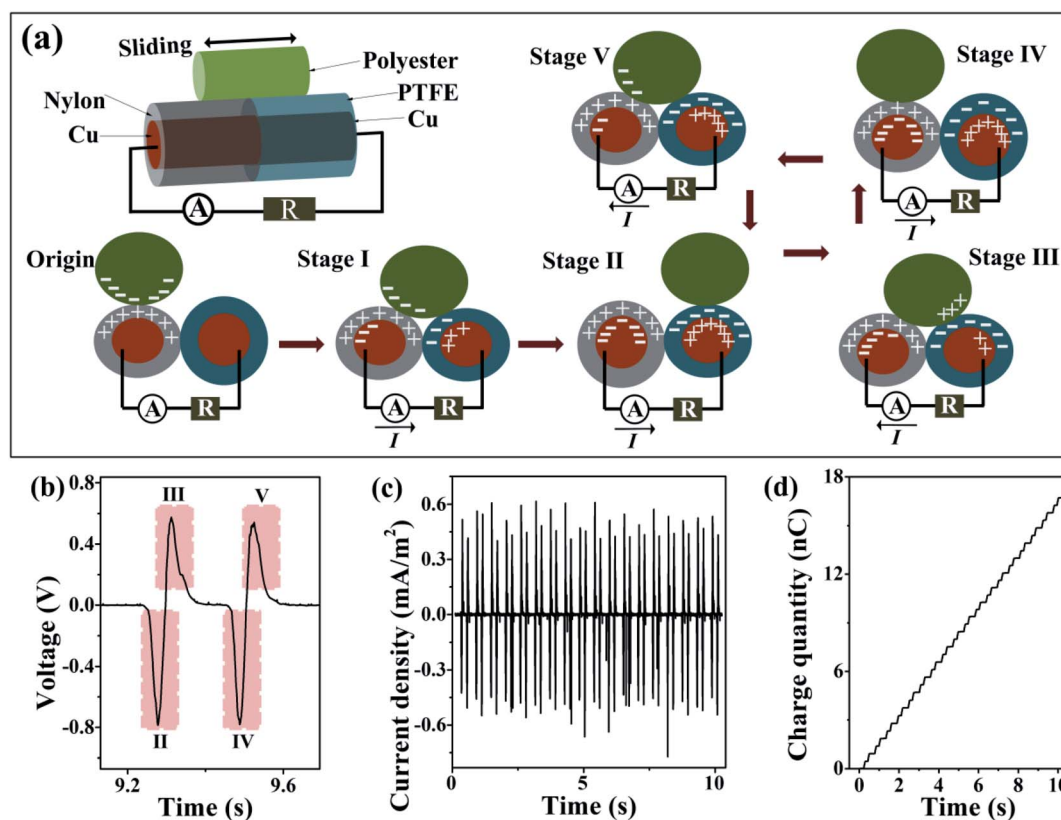 (a)
Sliding
Polyester
Nylon
PTFE
Cu
Cu
A
R
Origin
A
R
Stage I
A
R
I
Stage II
A
R
I
Stage III
A
R
I
Stage IV
A
R
I
Stage V
A
R
I
(b)
Voltage (V)
0.8
0.4
0.0
-0.4
-0.8
III
V
II
IV
9.2
9.6
Time (s)
(c)
Current density (mA/m²)
0.6
0.3
0.0
-0.3
-0.6
0
5
10
Time (s)
(d)
Charge quantity (nC)
18
12
6
0
0
2
4
6
8
10
Time (s)